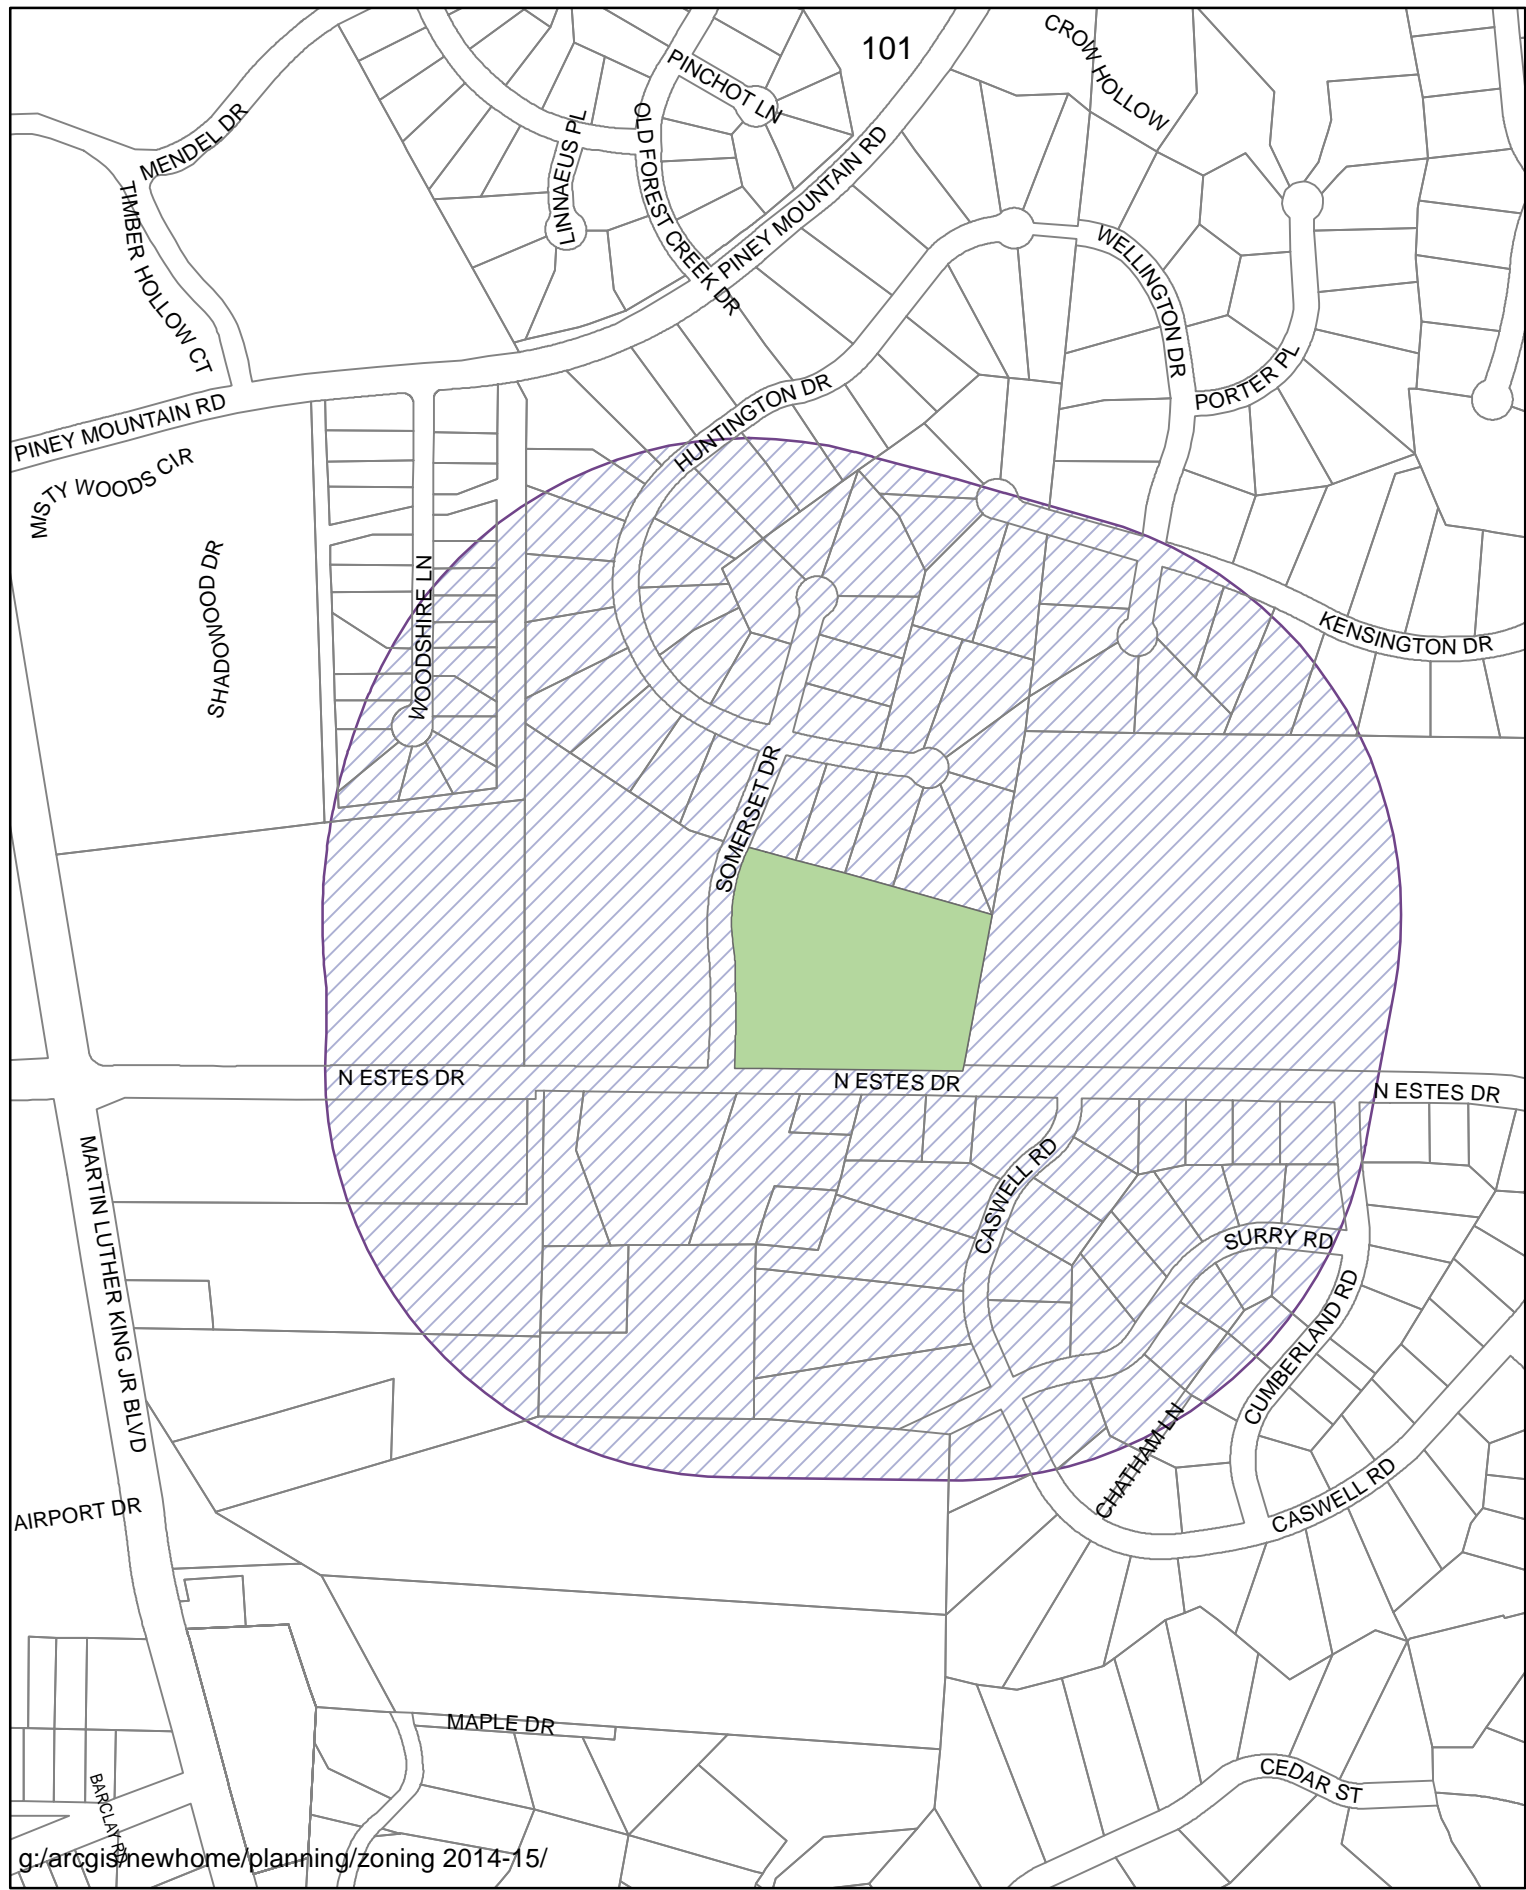 101
CROW HOLLOW
PINCHOT LN
MENDEL DR
LINNAEUS PL
OLD FOREST CREEK DR
PINEY MOUNTAIN RD
TIMBER HOLLOW CT
WELLINGTON DR
PORTER PL
HUNTINGTON DR
PINEY MOUNTAIN RD
MISTY WOODS CIR
SHADOWOOD DR
WOODSHIRE LN
KENSINGTON DR
SOMERSET DR
N ESTES DR
N ESTES DR
N ESTES DR
MARTIN LUTHER KING JR BLVD
CASWELL RD
SURRY RD
CUMBERLAND RD
CHATHAM LN
CASWELL RD
AIRPORT DR
MAPLE DR
CEDAR ST
BARCLAY RD
g:/arcgis/newhome/planning/zoning 2014-15/